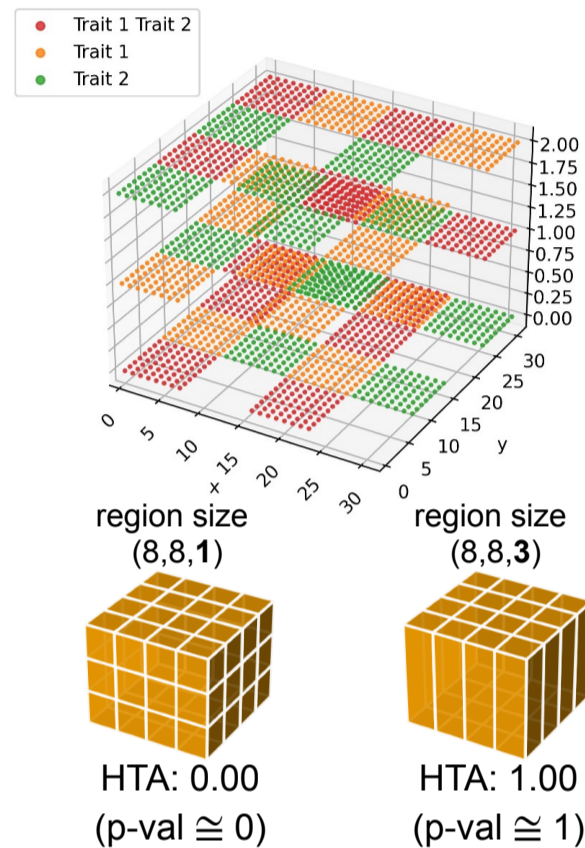 Trait 1 Trait 2
Trait 1
Trait 2
2.00
1.75
1.50
1.25
1.00
0.75
0.50
0.25
0.00
30
25
20
15
10
5
0
y
0
5
10
+ 15
20
25
30
region size
(8,8,1)
region size
(8,8,3)
HTA: 0.00
(p-val ≅ 0)
HTA: 1.00
(p-val ≅ 1)